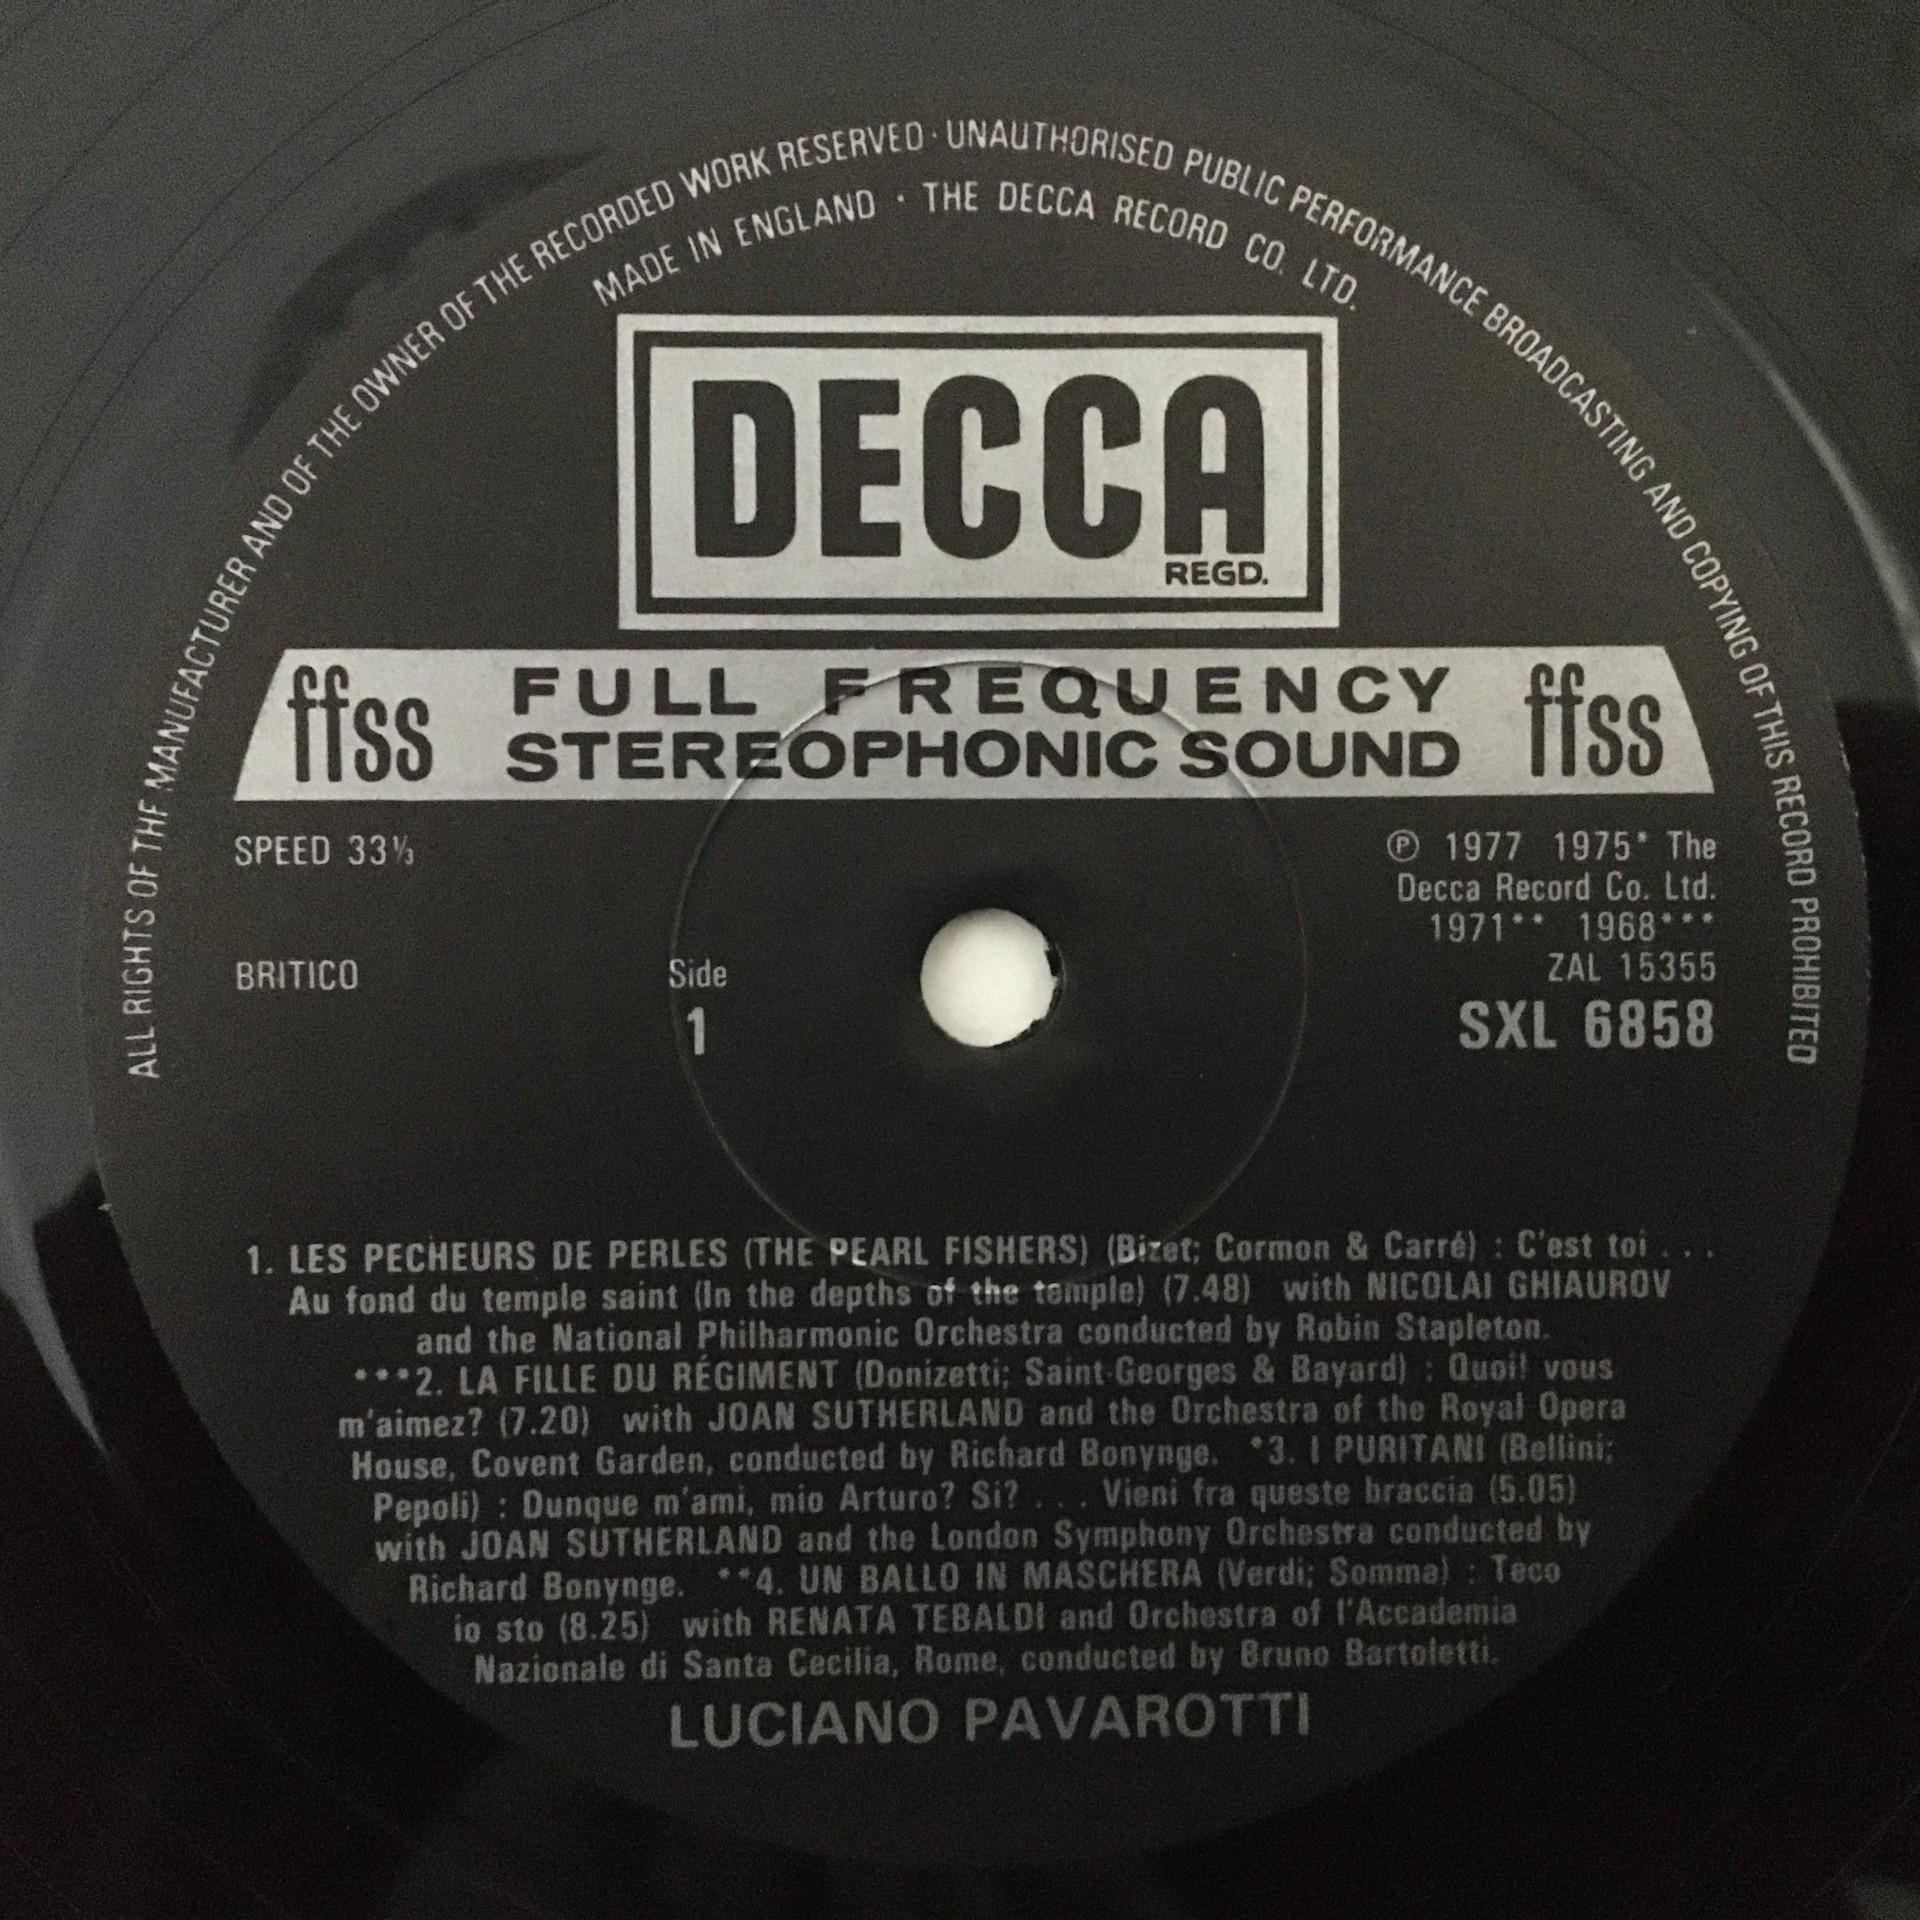 ALL RIGHTS OF THE MANUFACTURER AND OF THE OWNER OF THE RECORDED WORK RESERVED · UNAUTHORISED PUBLIC PERFORMANCE BROADCASTING AND COPYING OF THIS RECORD PROHIBITED
MADE IN ENGLAND · THE DECCA RECORD CO. LTD.
DECCA
REGD.
ffss FULL FREQUENCY ffss
STEREOPHONIC SOUND
SPEED 33⅓
Ⓟ 1977 1975* The
Decca Record Co. Ltd.
1971** 1968***
ZAL 15355
BRITICO
Side
1
SXL 6858
1. LES PECHEURS DE PERLES (THE PEARL FISHERS) (Bizet; Cormon & Carré) : C'est toi . . .
Au fond du temple saint (In the depths of the temple) (7.48) with NICOLAI GHIAUROV
and the National Philharmonic Orchestra conducted by Robin Stapleton.
***2. LA FILLE DU RÉGIMENT (Donizetti; Saint-Georges & Bayard) : Quoi! vous
m'aimez? (7.20) with JOAN SUTHERLAND and the Orchestra of the Royal Opera
House, Covent Garden, conducted by Richard Bonynge. *3. I PURITANI (Bellini;
Pepoli) : Dunque m'ami, mio Arturo? Si? . . . Vieni fra queste braccia (5.05)
with JOAN SUTHERLAND and the London Symphony Orchestra conducted by
Richard Bonynge. **4. UN BALLO IN MASCHERA (Verdi; Somma) : Teco
io sto (8.25) with RENATA TEBALDI and Orchestra of l'Accademia
Nazionale di Santa Cecilia, Rome, conducted by Bruno Bartoletti.
LUCIANO PAVAROTTI